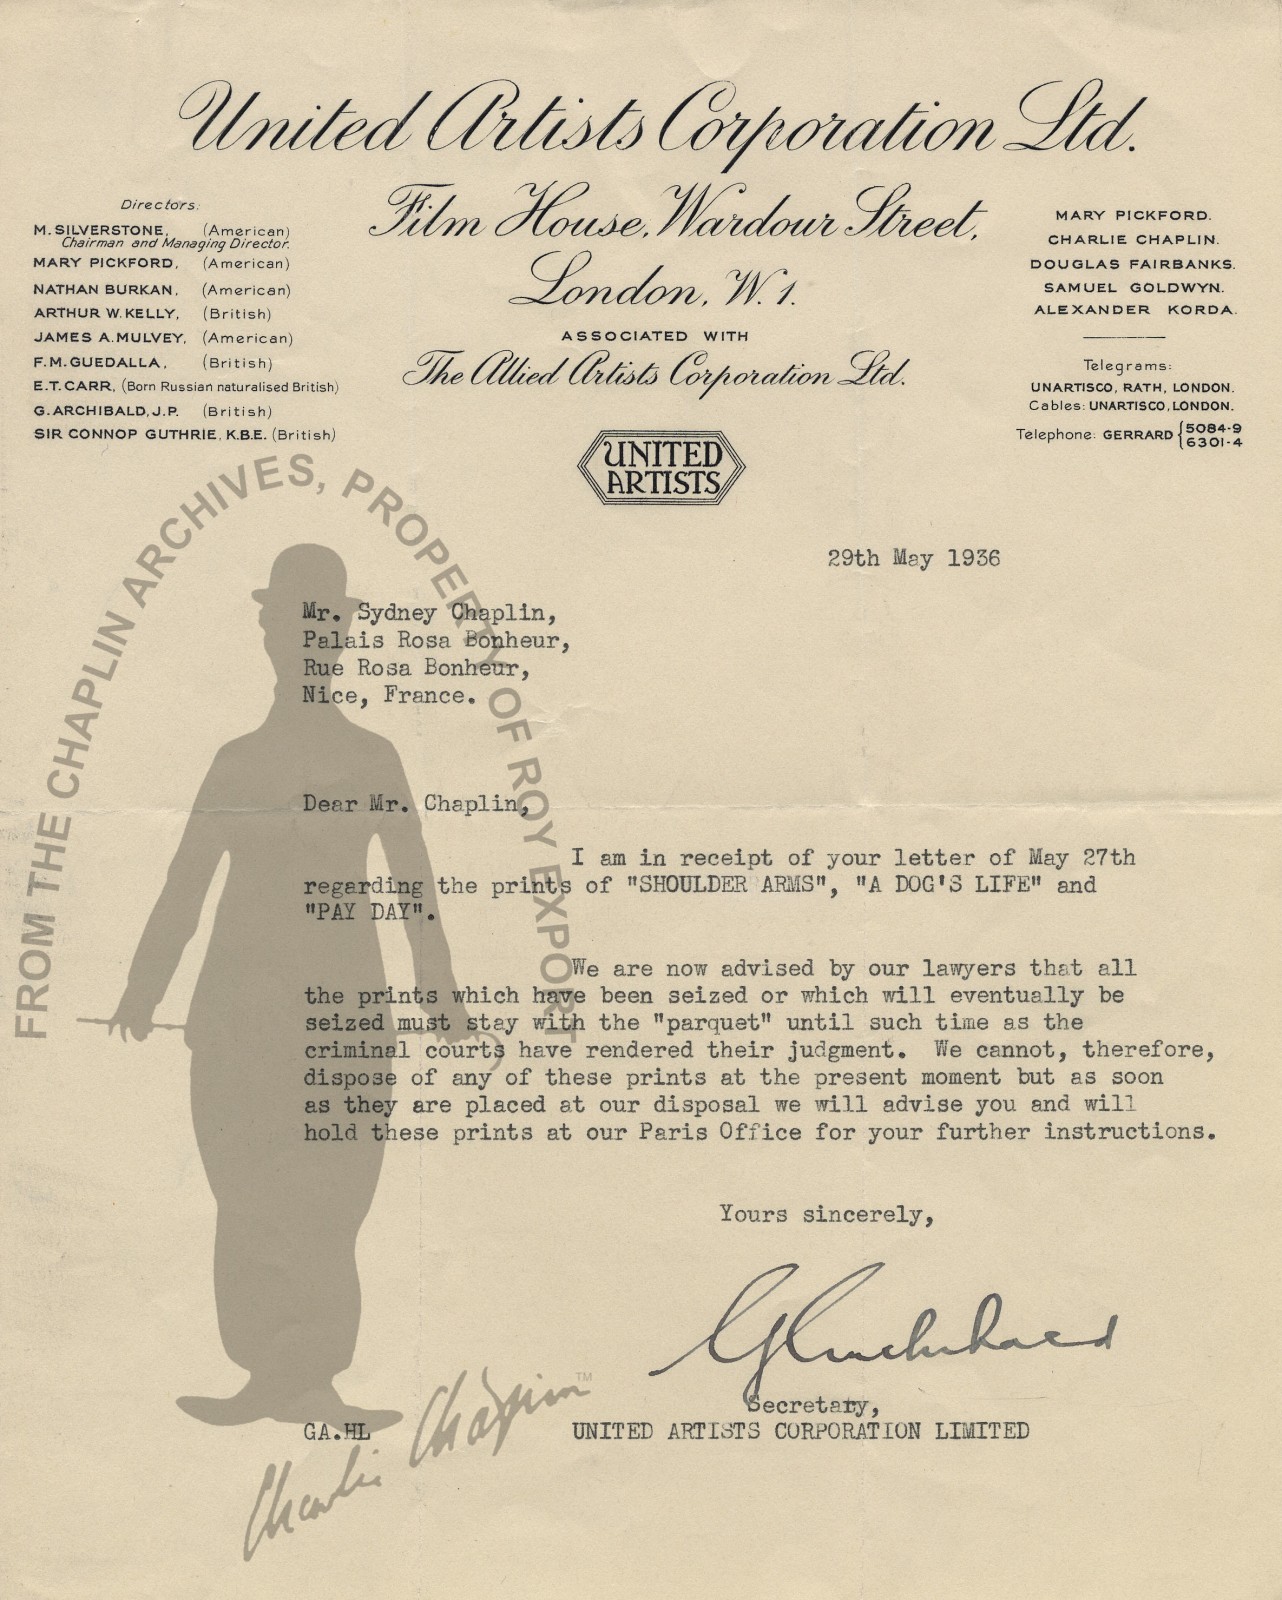 United Artists Corporation Ltd.
Film House, Wardour Street,
London, W.1.
ASSOCIATED WITH
The Allied Artists Corporation Ltd.
Directors:
M. SILVERSTONE, (American)
Chairman and Managing Director.
MARY PICKFORD, (American)
NATHAN BURKAN, (American)
ARTHUR W. KELLY, (British)
JAMES A. MULVEY, (American)
F. M. GUEDALLA, (British)
E. T. CARR, (Born Russian naturalised British)
G. ARCHIBALD, J.P. (British)
SIR CONNOP GUTHRIE, K.B.E. (British)
MARY PICKFORD.
CHARLIE CHAPLIN.
DOUGLAS FAIRBANKS.
SAMUEL GOLDWYN.
ALEXANDER KORDA.
Telegrams:
UNARTISCO, RATH, LONDON.
Cables: UNARTISCO, LONDON.
Telephone: GERRARD { 5084-9
6301-4
UNITED
ARTISTS
FROM THE CHAPLIN ARCHIVES, PROPERTY OF ROY EXPORT
29th May 1936
Mr. Sydney Chaplin,
Palais Rosa Bonheur,
Rue Rosa Bonheur,
Nice, France.
Dear Mr. Chaplin,
I am in receipt of your letter of May 27th
regarding the prints of "SHOULDER ARMS", "A DOG'S LIFE" and
"PAY DAY".
We are now advised by our lawyers that all
the prints which have been seized or which will eventually be
seized must stay with the "parquet" until such time as the
criminal courts have rendered their judgment. We cannot, therefore,
dispose of any of these prints at the present moment but as soon
as they are placed at our disposal we will advise you and will
hold these prints at our Paris Office for your further instructions.
Yours sincerely,
G Archibald
Secretary,
GA.HL UNITED ARTISTS CORPORATION LIMITED
Charlie Chaplin TM